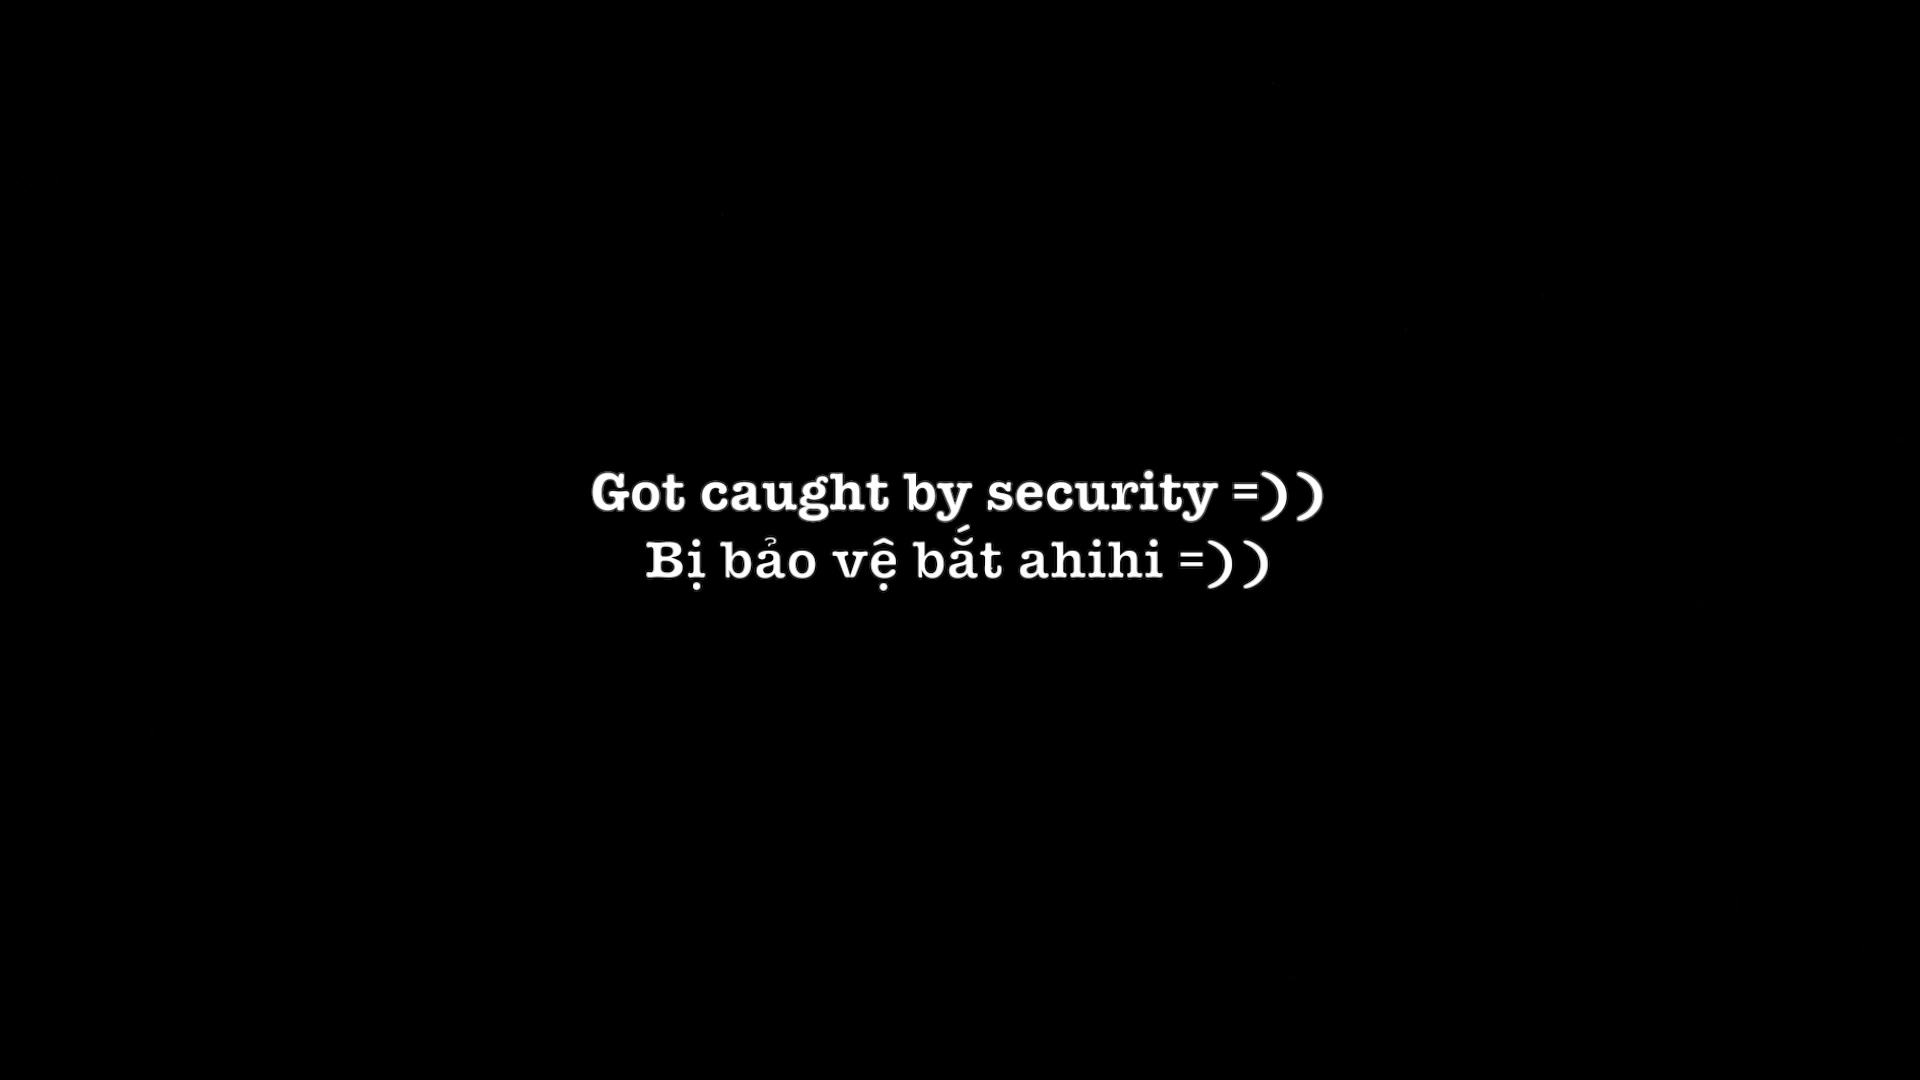 Got caught by security =))
Bị bảo vệ bắt ahihi =))